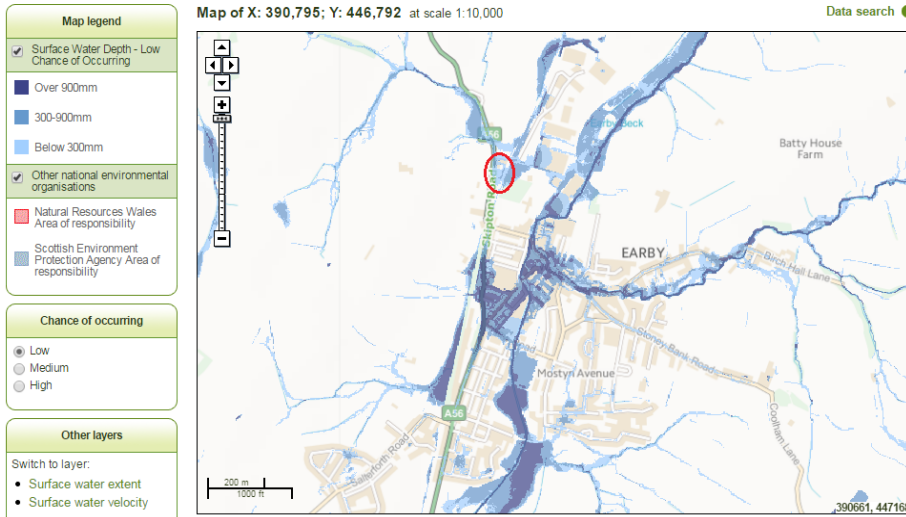 Map legend
Surface Water Depth - Low
Chance of Occurring
Over 900mm
300-900mm
Below 300mm
Other national environmental
organisations
Natural Resources Wales
Area of responsibility
Scottish Environment
Protection Agency Area of
responsibility
Chance of occurring
Low
Medium
High
Other layers
Switch to layer:
Surface water extent
Surface water velocity
Map of X: 390,795; Y: 446,792 at scale 1:10,000
Data search
A56
Earby Beck
Batty House
Farm
Skipton Road
EARBY
Birch Hall Lane
Stoney Bank Road
Mostyn Avenue
A56
Salterforth Road
Coolham Lane
200 m
1000 ft
390661, 447168